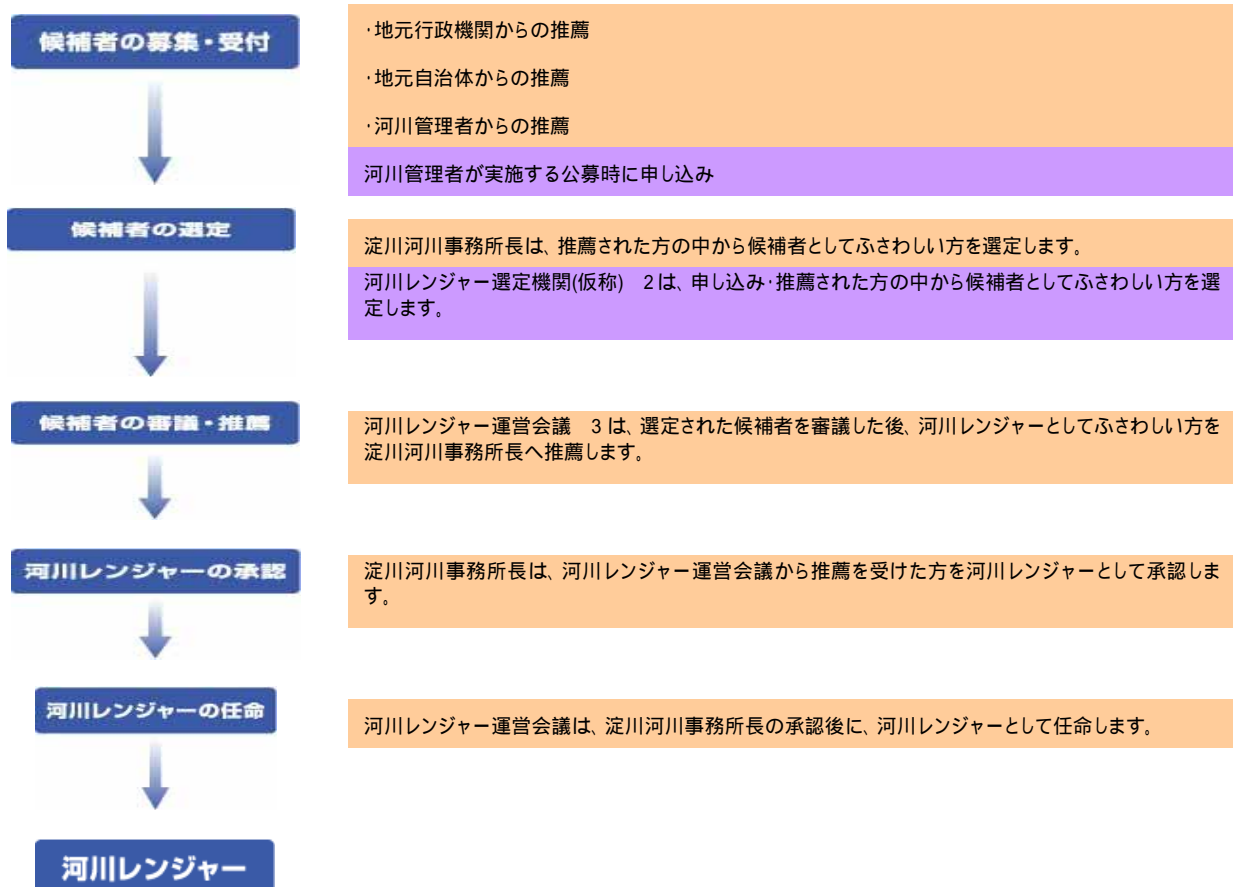 候補者の募集・受付
・地元行政機関からの推薦
・地元自治体からの推薦
・河川管理者からの推薦
河川管理者が実施する公募時に申し込み
候補者の選定
淀川河川事務所長は、推薦された方の中から候補者としてふさわしい方を選定します。
河川レンジャー選定機関(仮称)　2は、申し込み・推薦された方の中から候補者としてふさわしい方を選
定します。
候補者の審議・推薦
河川レンジャー運営会議　3は、選定された候補者を審議した後、河川レンジャーとしてふさわしい方を
淀川河川事務所長へ推薦します。
河川レンジャーの承認
淀川河川事務所長は、河川レンジャー運営会議から推薦を受けた方を河川レンジャーとして承認しま
す。
河川レンジャーの任命
河川レンジャー運営会議は、淀川河川事務所長の承認後に、河川レンジャーとして任命します。
河川レンジャー